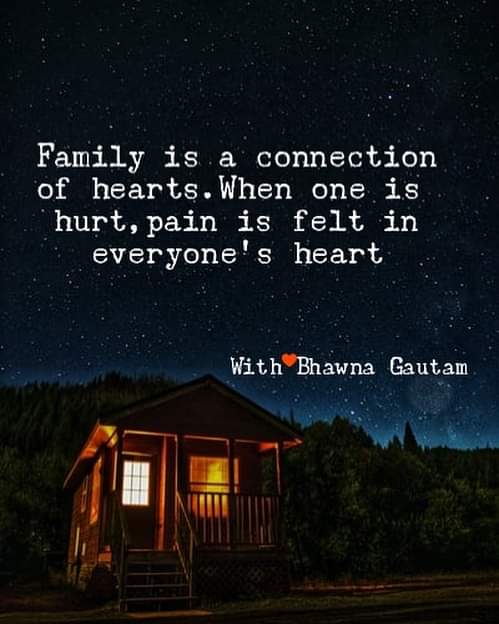 Family is a connection
of hearts.When one is
hurt,pain is felt in
everyone's heart
With❤Bhawna Gautam